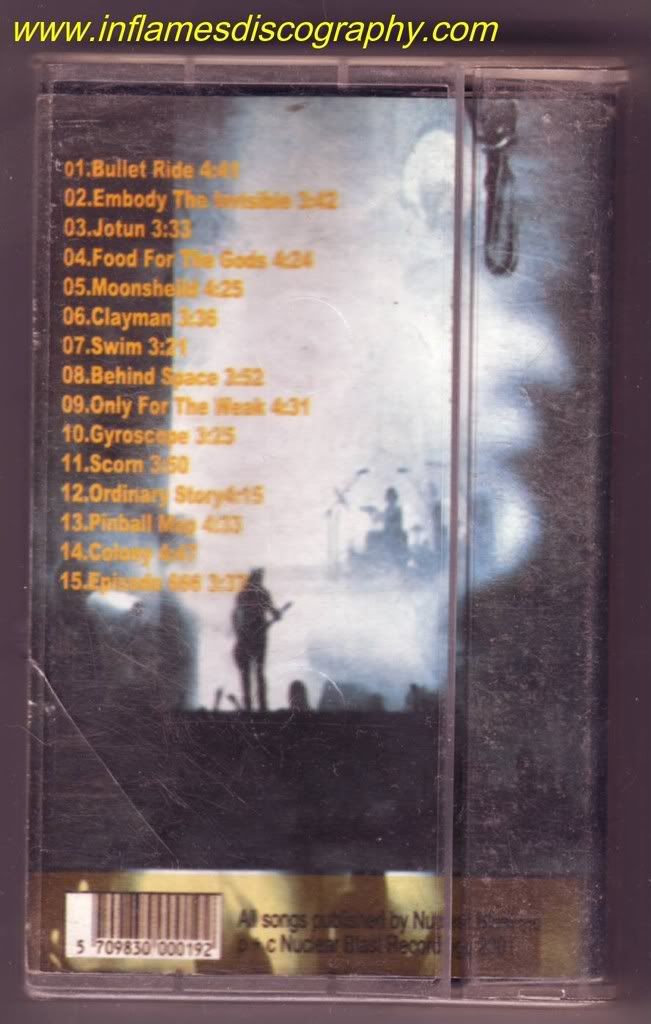 www.inflamesdiscography.com
01.Bullet Ride 4:41
02.Embody The Invisible 3:42
03.Jotun 3:33
04.Food For The Gods 4:24
05.Moonsheild 4:25
06.Clayman 3:36
07.Swim 3:21
08.Behind Space 3:52
09.Only For The Weak 4:31
10.Gyroscope 3:25
11.Scorn 3:50
12.Ordinary Story4:15
13.Pinball Map 4:33
14.Colony 4:47
15.Episode 666 3:37
All songs published by
p + c Nuclear Blast
5 709830 000192